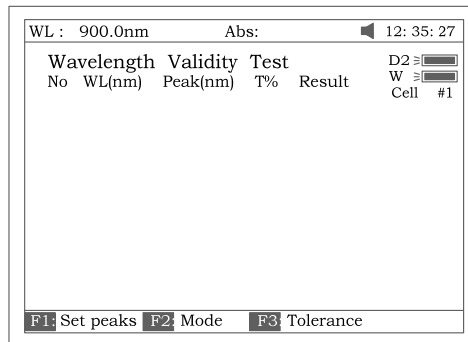 WL : 900.0nm Abs: 12: 35: 27
Wavelength Validity Test
No WL(nm) Peak(nm) T% Result
D2
W
Cell #1
F1: Set peaks F2: Mode F3: Tolerance